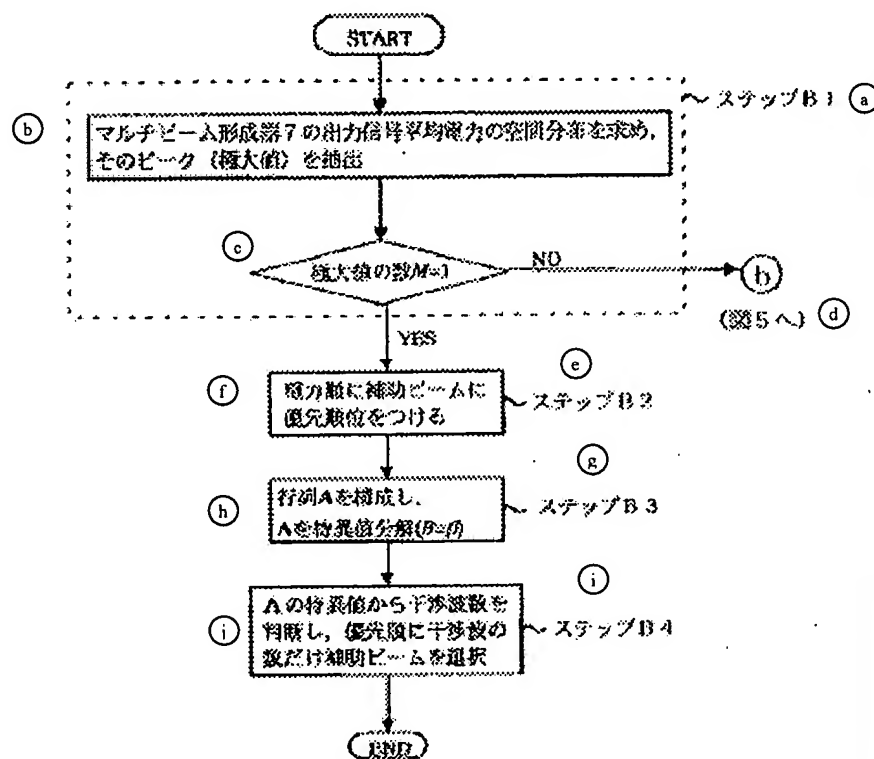 START
ステップB1 a
b
マルチビーム形成器7の出力信号平均電力の空間分布を求め,
そのピーク(極大値)を抽出
c
極大値の数M=1
NO
b
(図5へ) d
YES
e
f
電力順に補助ビームに
優先順位をつける
ステップB2
g
h
行列Aを構成し、
Aを特異値分解
ステップB3
i
j
Aの特異値から干渉波数を
判断し,優先順に干渉波の
数だけ補助ビームを選択
ステップB4
END